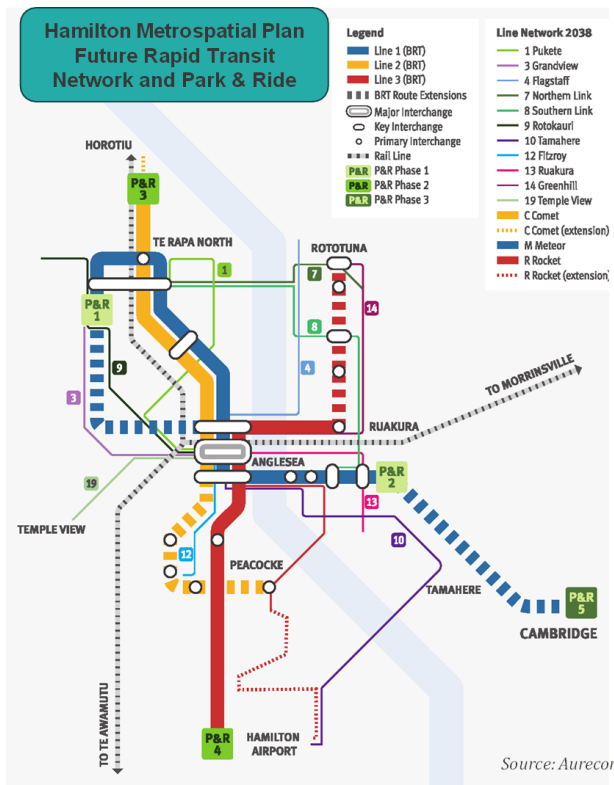 Hamilton Metrospatial Plan
Future Rapid Transit
Network and Park & Ride
Legend
Line 1 (BRT)
Line 2 (BRT)
Line 3 (BRT)
BRT Route Extensions
Major Interchange
Key Interchange
Primary Interchange
Rail Line
P&R P&R Phase 1
P&R P&R Phase 2
P&R P&R Phase 3
Line Network 2038
1 Pukete
3 Grandview
4 Flagstaff
7 Northern Link
8 Southern Link
9 Rotokauri
10 Tamahere
12 Fitzroy
13 Ruakura
14 Greenhill
19 Temple View
C Comet
C Comet (extension)
M Meteor
R Rocket
R Rocket (extension)
HOROTIU
P&R
3
TE RAPA NORTH
ROTOTUNA
1
7
P&R
1
14
8
9
4
3
TO MORRINSVILLE
RUAKURA
ANGLESEA
19
P&R
2
13
TEMPLE VIEW
12
10
PEACOCKE
TAMAHERE
P&R
5
CAMBRIDGE
TO TE AWAMUTU
P&R
4
HAMILTON
AIRPORT
Source: Aurecon